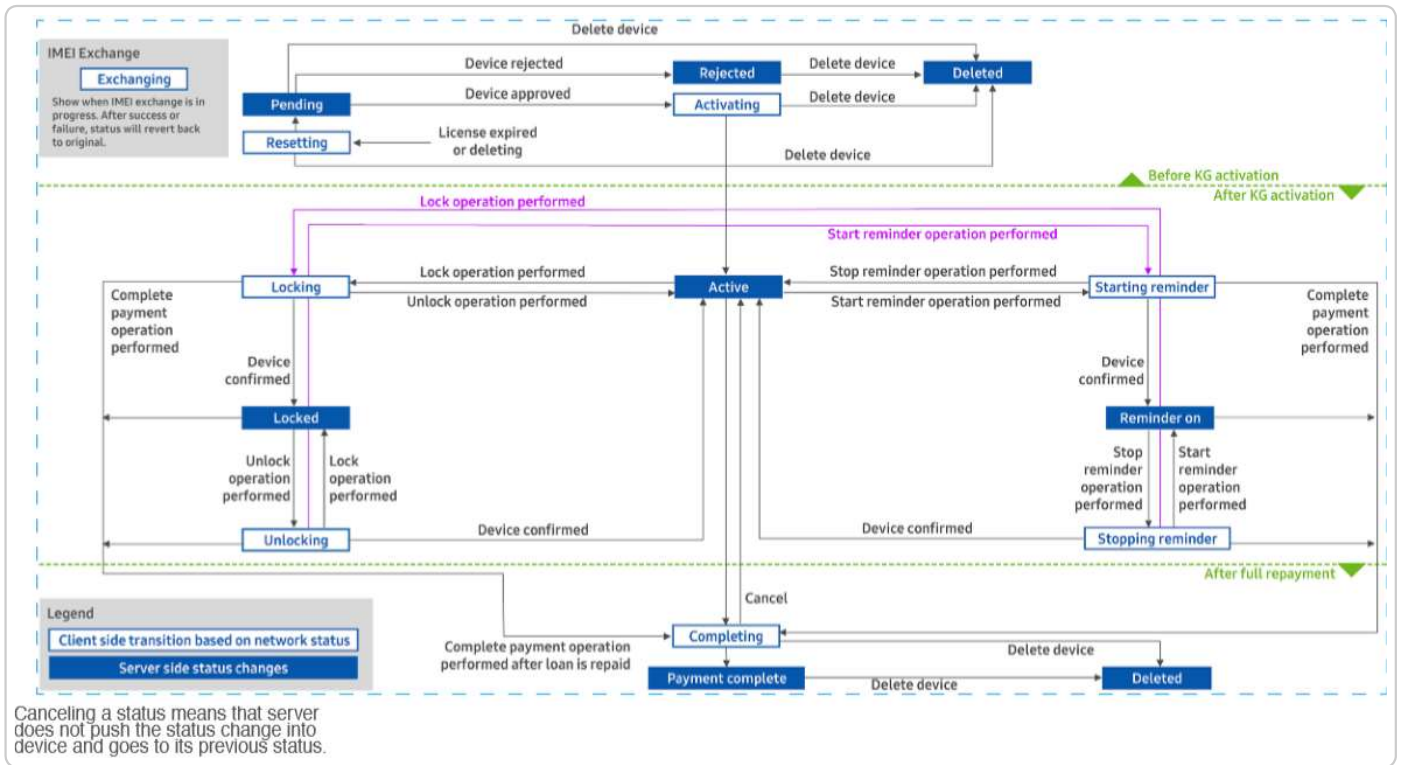 Delete device
IMEI Exchange
Exchanging
Show when IMEI exchange is in
progress. After success or
failure, status will revert back
to original.
Device rejected
Rejected
Delete device
Deleted
Pending
Device approved
Activating
Delete device
Resetting
License expired
or deleting
Delete device
Before KG activation
After KG activation
Lock operation performed
Start reminder operation performed
Lock operation performed
Stop reminder operation performed
Locking
Active
Starting reminder
Unlock operation performed
Start reminder operation performed
Complete
payment
operation
performed
Complete
payment
operation
performed
Device
confirmed
Device
confirmed
Locked
Reminder on
Unlock
operation
performed
Lock
operation
performed
Stop
reminder
operation
performed
Start
reminder
operation
performed
Unlocking
Device confirmed
Device confirmed
Stopping reminder
After full repayment
Cancel
Legend
Client side transition based on network status
Server side status changes
Complete payment operation
performed after loan is repaid
Completing
Delete device
Payment complete
Delete device
Deleted
Canceling a status means that server
does not push the status change into
device and goes to its previous status.